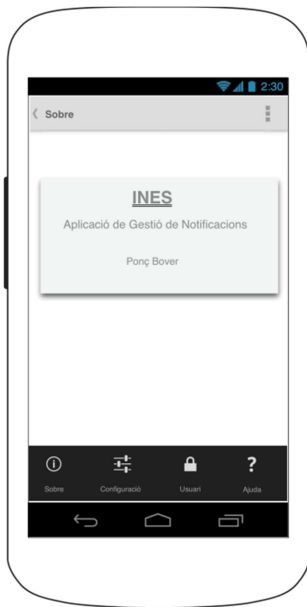 2:30
Sobre
INES
Aplicació de Gestió de Notificacions
Ponç Bover
Sobre Configuració Usuari Ajuda